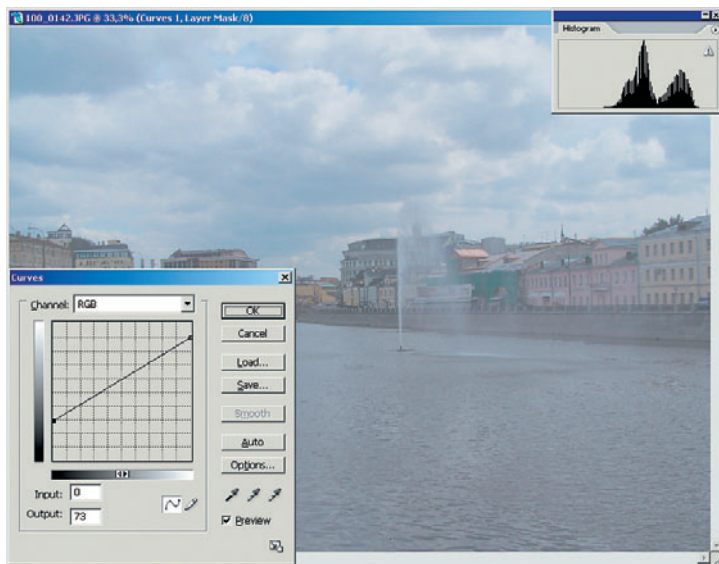 100_0142.JPG @ 33,3% (Curves 1, Layer Mask/8)
Histogram
Curves
Channel: RGB
OK
Cancel
Load...
Save...
Smooth
Auto
Options...
Input: 0
Output: 73
Preview